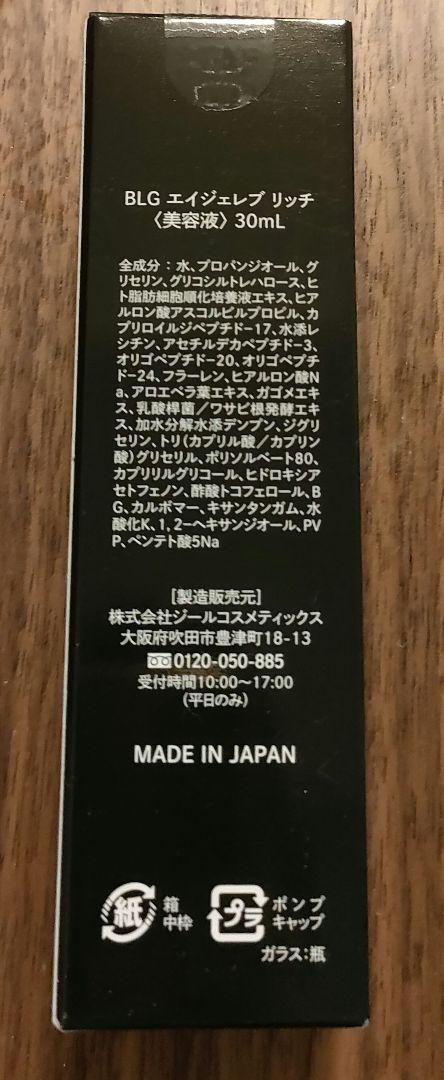 BLG エイジェレブ リッチ
〈美容液〉30mL
全成分：水、プロパンジオール、グ
リセリン、グリコシルトレハロース、ヒ
ト脂肪細胞順化培養液エキス、ヒア
ルロン酸アスコルビルプロピル、カ
プリロイルジペプチド-17、水添レ
シチン、アセチルデカペプチド-3、
オリゴペプチド-20、オリゴペプチ
ド-24、フラーレン、ヒアルロン酸N
a、アロエベラ葉エキス、ガゴメエキ
ス、乳酸桿菌／ワサビ根発酵エキ
ス、加水分解水添デンプン、ジグリ
セリン、トリ(カプリル酸／カプリン
酸)グリセリル、ポリソルベート80、
カプリリルグリコール、ヒドロキシア
セトフェノン、酢酸トコフェロール、B
G、カルボマー、キサンタンガム、水
酸化K、1，2-ヘキサンジオール、PV
P、ペンテト酸5Na
［製造販売元］
株式会社ジールコスメティックス
大阪府吹田市豊津町18-13
0120-050-885
受付時間10:00～17:00
(平日のみ)
MADE IN JAPAN
紙 箱
中枠
プラ ポンプ
キャップ
ガラス：瓶